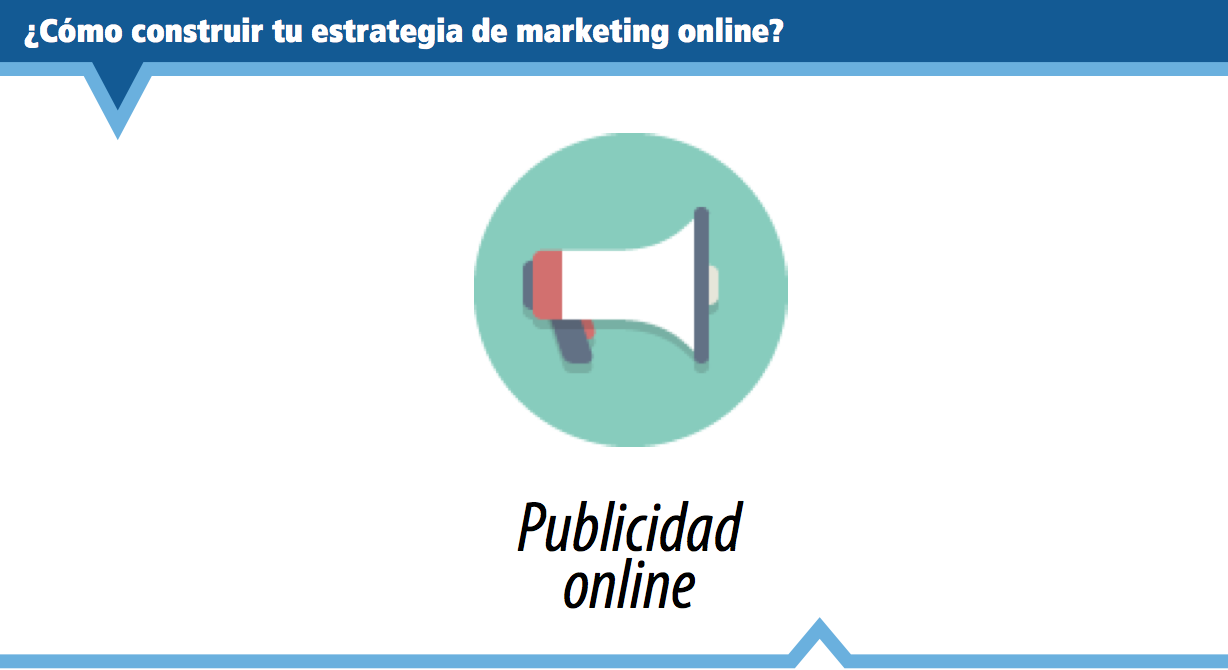 ¿Cómo construir tu estrategia de marketing online?
Publicidad
online